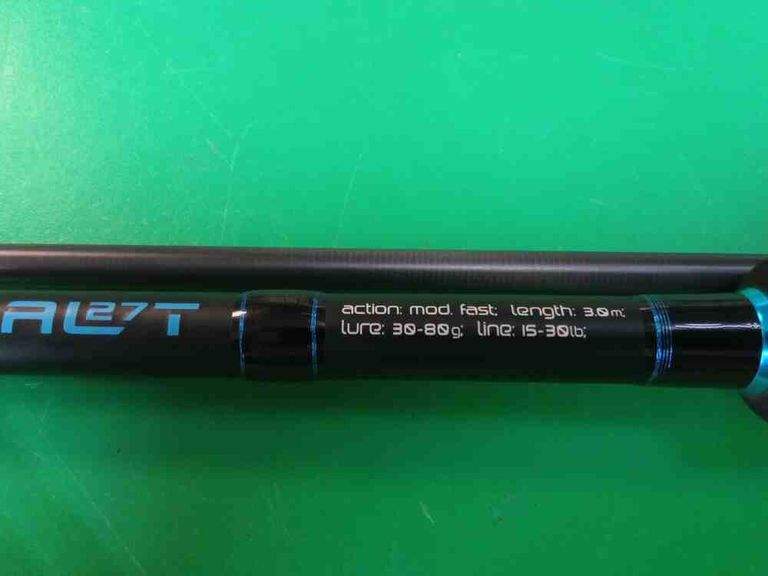 AL27T
action: mod. fast; length: 3.0m;
lure: 30-80g; line: 15-30lb;